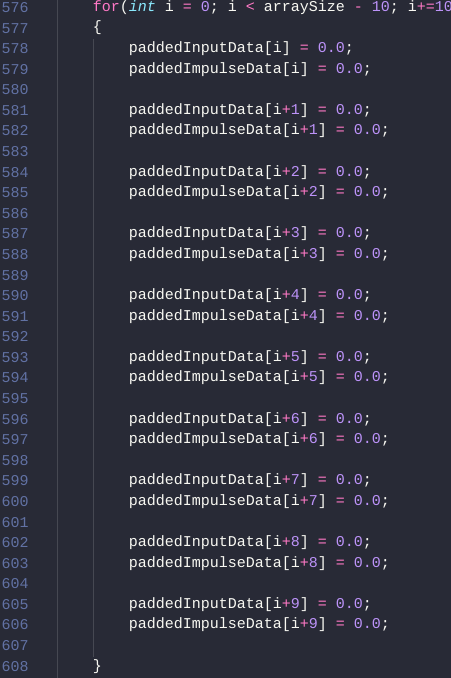 576 for(int i = 0; i < arraySize - 10; i+=10
577 {
578 paddedInputData[i] = 0.0;
579 paddedImpulseData[i] = 0.0;
580
581 paddedInputData[i+1] = 0.0;
582 paddedImpulseData[i+1] = 0.0;
583
584 paddedInputData[i+2] = 0.0;
585 paddedImpulseData[i+2] = 0.0;
586
587 paddedInputData[i+3] = 0.0;
588 paddedImpulseData[i+3] = 0.0;
589
590 paddedInputData[i+4] = 0.0;
591 paddedImpulseData[i+4] = 0.0;
592
593 paddedInputData[i+5] = 0.0;
594 paddedImpulseData[i+5] = 0.0;
595
596 paddedInputData[i+6] = 0.0;
597 paddedImpulseData[i+6] = 0.0;
598
599 paddedInputData[i+7] = 0.0;
600 paddedImpulseData[i+7] = 0.0;
601
602 paddedInputData[i+8] = 0.0;
603 paddedImpulseData[i+8] = 0.0;
604
605 paddedInputData[i+9] = 0.0;
606 paddedImpulseData[i+9] = 0.0;
607
608 }